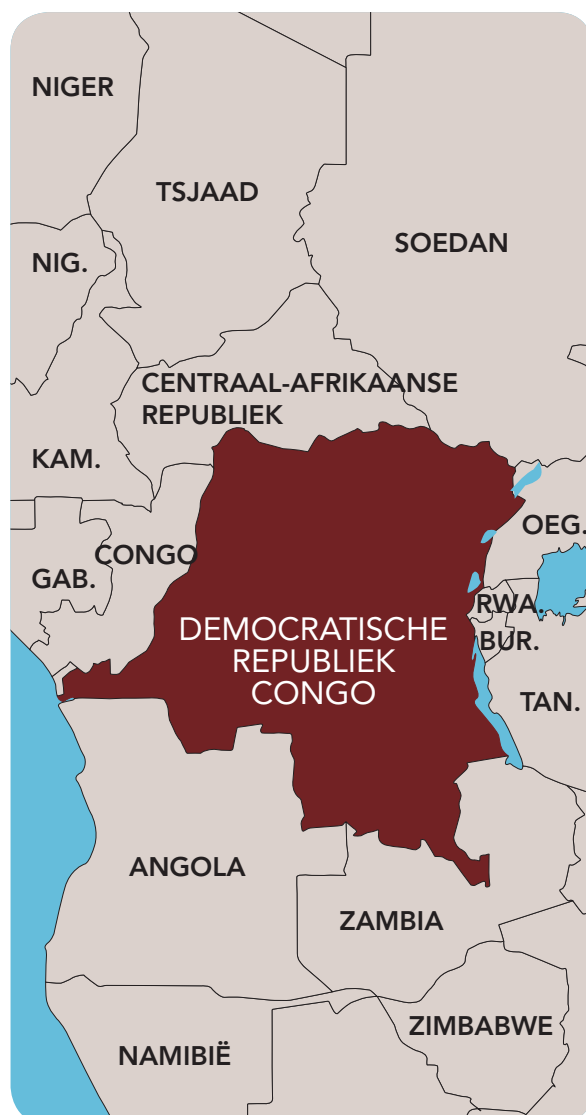 NIGER
TSJAAD
SOEDAN
NIG.
CENTRAAL-AFRIKAANSE
REPUBLIEK
KAM.
OEG.
CONGO
GAB.
RWA.
DEMOCRATISCHE
REPUBLIEK
CONGO
BUR.
TAN.
ANGOLA
ZAMBIA
ZIMBABWE
NAMIBIË